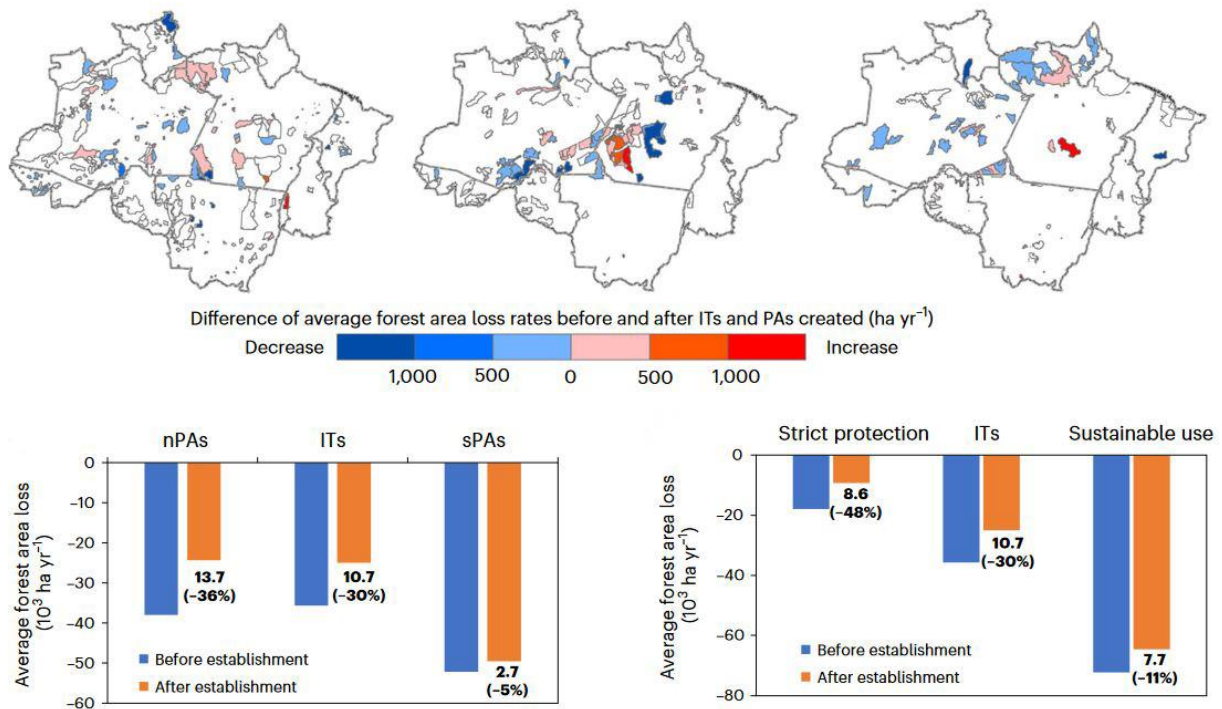 Difference of average forest area loss rates before and after ITs and PAs created (ha yr⁻¹)
Decrease
Increase
1,000 500 0 500 1,000
nPAs ITs sPAs
Average forest area loss
(10³ ha yr⁻¹)
0
–10
–20
–30
–40
–50
–60
13.7
(–36%)
10.7
(–30%)
2.7
(–5%)
Before establishment
After establishment
Strict protection ITs Sustainable use
Average forest area loss
(10³ ha yr⁻¹)
0
–20
–40
–60
–80
8.6
(–48%)
10.7
(–30%)
7.7
(–11%)
Before establishment
After establishment